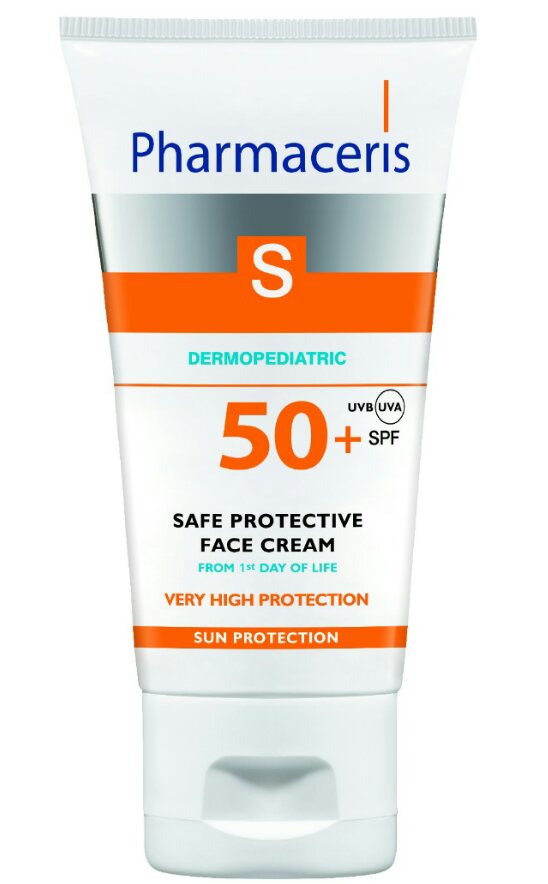 Pharmaceris
S
DERMOPEDIATRIC
UVB UVA
50+ SPF
SAFE PROTECTIVE
FACE CREAM
FROM 1st DAY OF LIFE
VERY HIGH PROTECTION
SUN PROTECTION